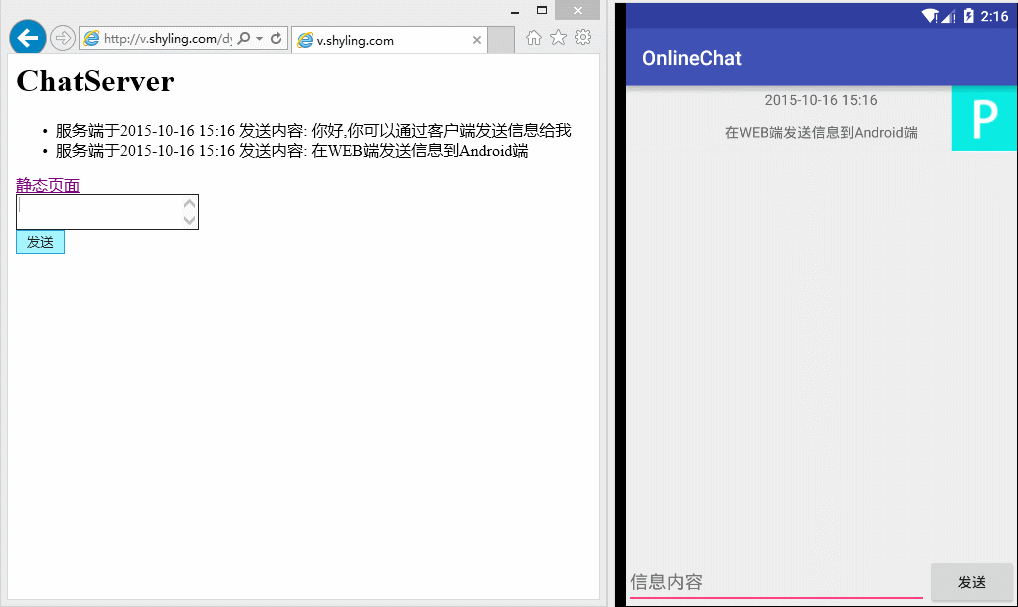 http://v.shyling.com/dy
v.shyling.com
ChatServer
• 服务端于2015-10-16 15:16 发送内容: 你好,你可以通过客户端发送信息给我
• 服务端于2015-10-16 15:16 发送内容: 在WEB端发送信息到Android端
静态页面
发送
2:16
OnlineChat
2015-10-16 15:16
在WEB端发送信息到Android端
P
信息内容
发送